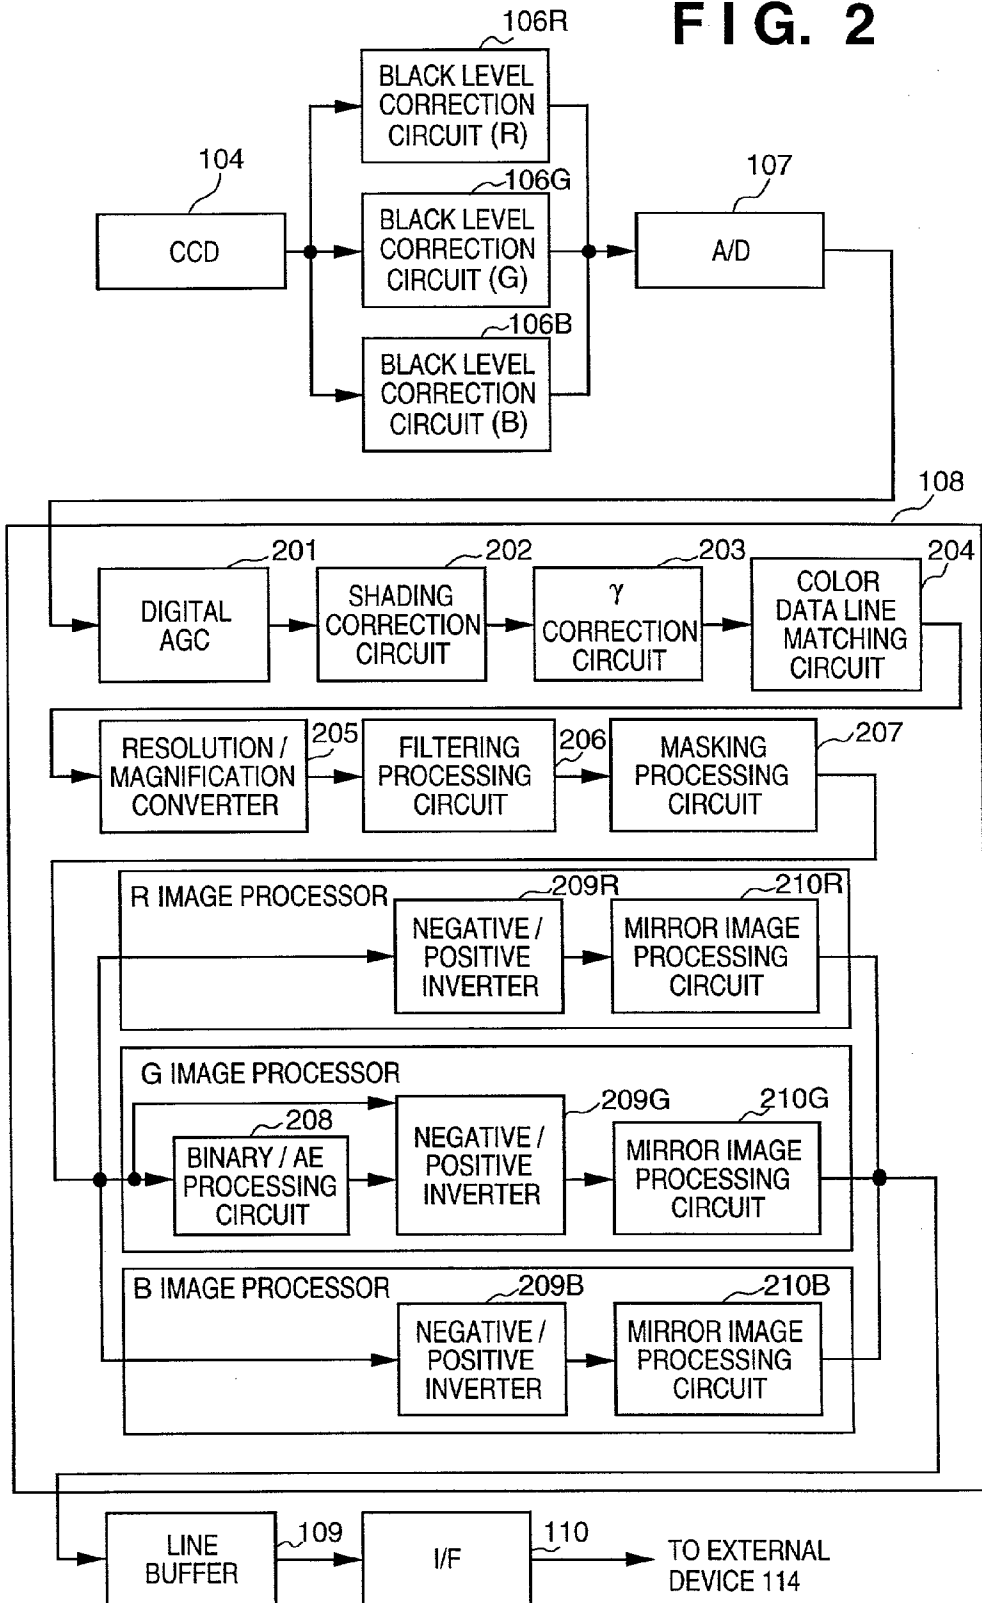 FIG. 2
106R
BLACK LEVEL
CORRECTION
CIRCUIT (R)
104
CCD
106G
BLACK LEVEL
CORRECTION
CIRCUIT (G)
107
A/D
106B
BLACK LEVEL
CORRECTION
CIRCUIT (B)
108
201
DIGITAL
AGC
202
SHADING
CORRECTION
CIRCUIT
203
γ
CORRECTION
CIRCUIT
204
COLOR
DATA LINE
MATCHING
CIRCUIT
205
RESOLUTION /
MAGNIFICATION
CONVERTER
206
FILTERING
PROCESSING
CIRCUIT
207
MASKING
PROCESSING
CIRCUIT
R IMAGE PROCESSOR
209R
NEGATIVE /
POSITIVE
INVERTER
210R
MIRROR IMAGE
PROCESSING
CIRCUIT
G IMAGE PROCESSOR
208
BINARY / AE
PROCESSING
CIRCUIT
209G
NEGATIVE /
POSITIVE
INVERTER
210G
MIRROR IMAGE
PROCESSING
CIRCUIT
B IMAGE PROCESSOR
209B
NEGATIVE /
POSITIVE
INVERTER
210B
MIRROR IMAGE
PROCESSING
CIRCUIT
109
LINE
BUFFER
110
I/F
TO EXTERNAL
DEVICE 114